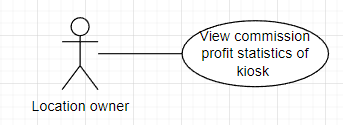 View commission
profit statistics of
kiosk
Location owner